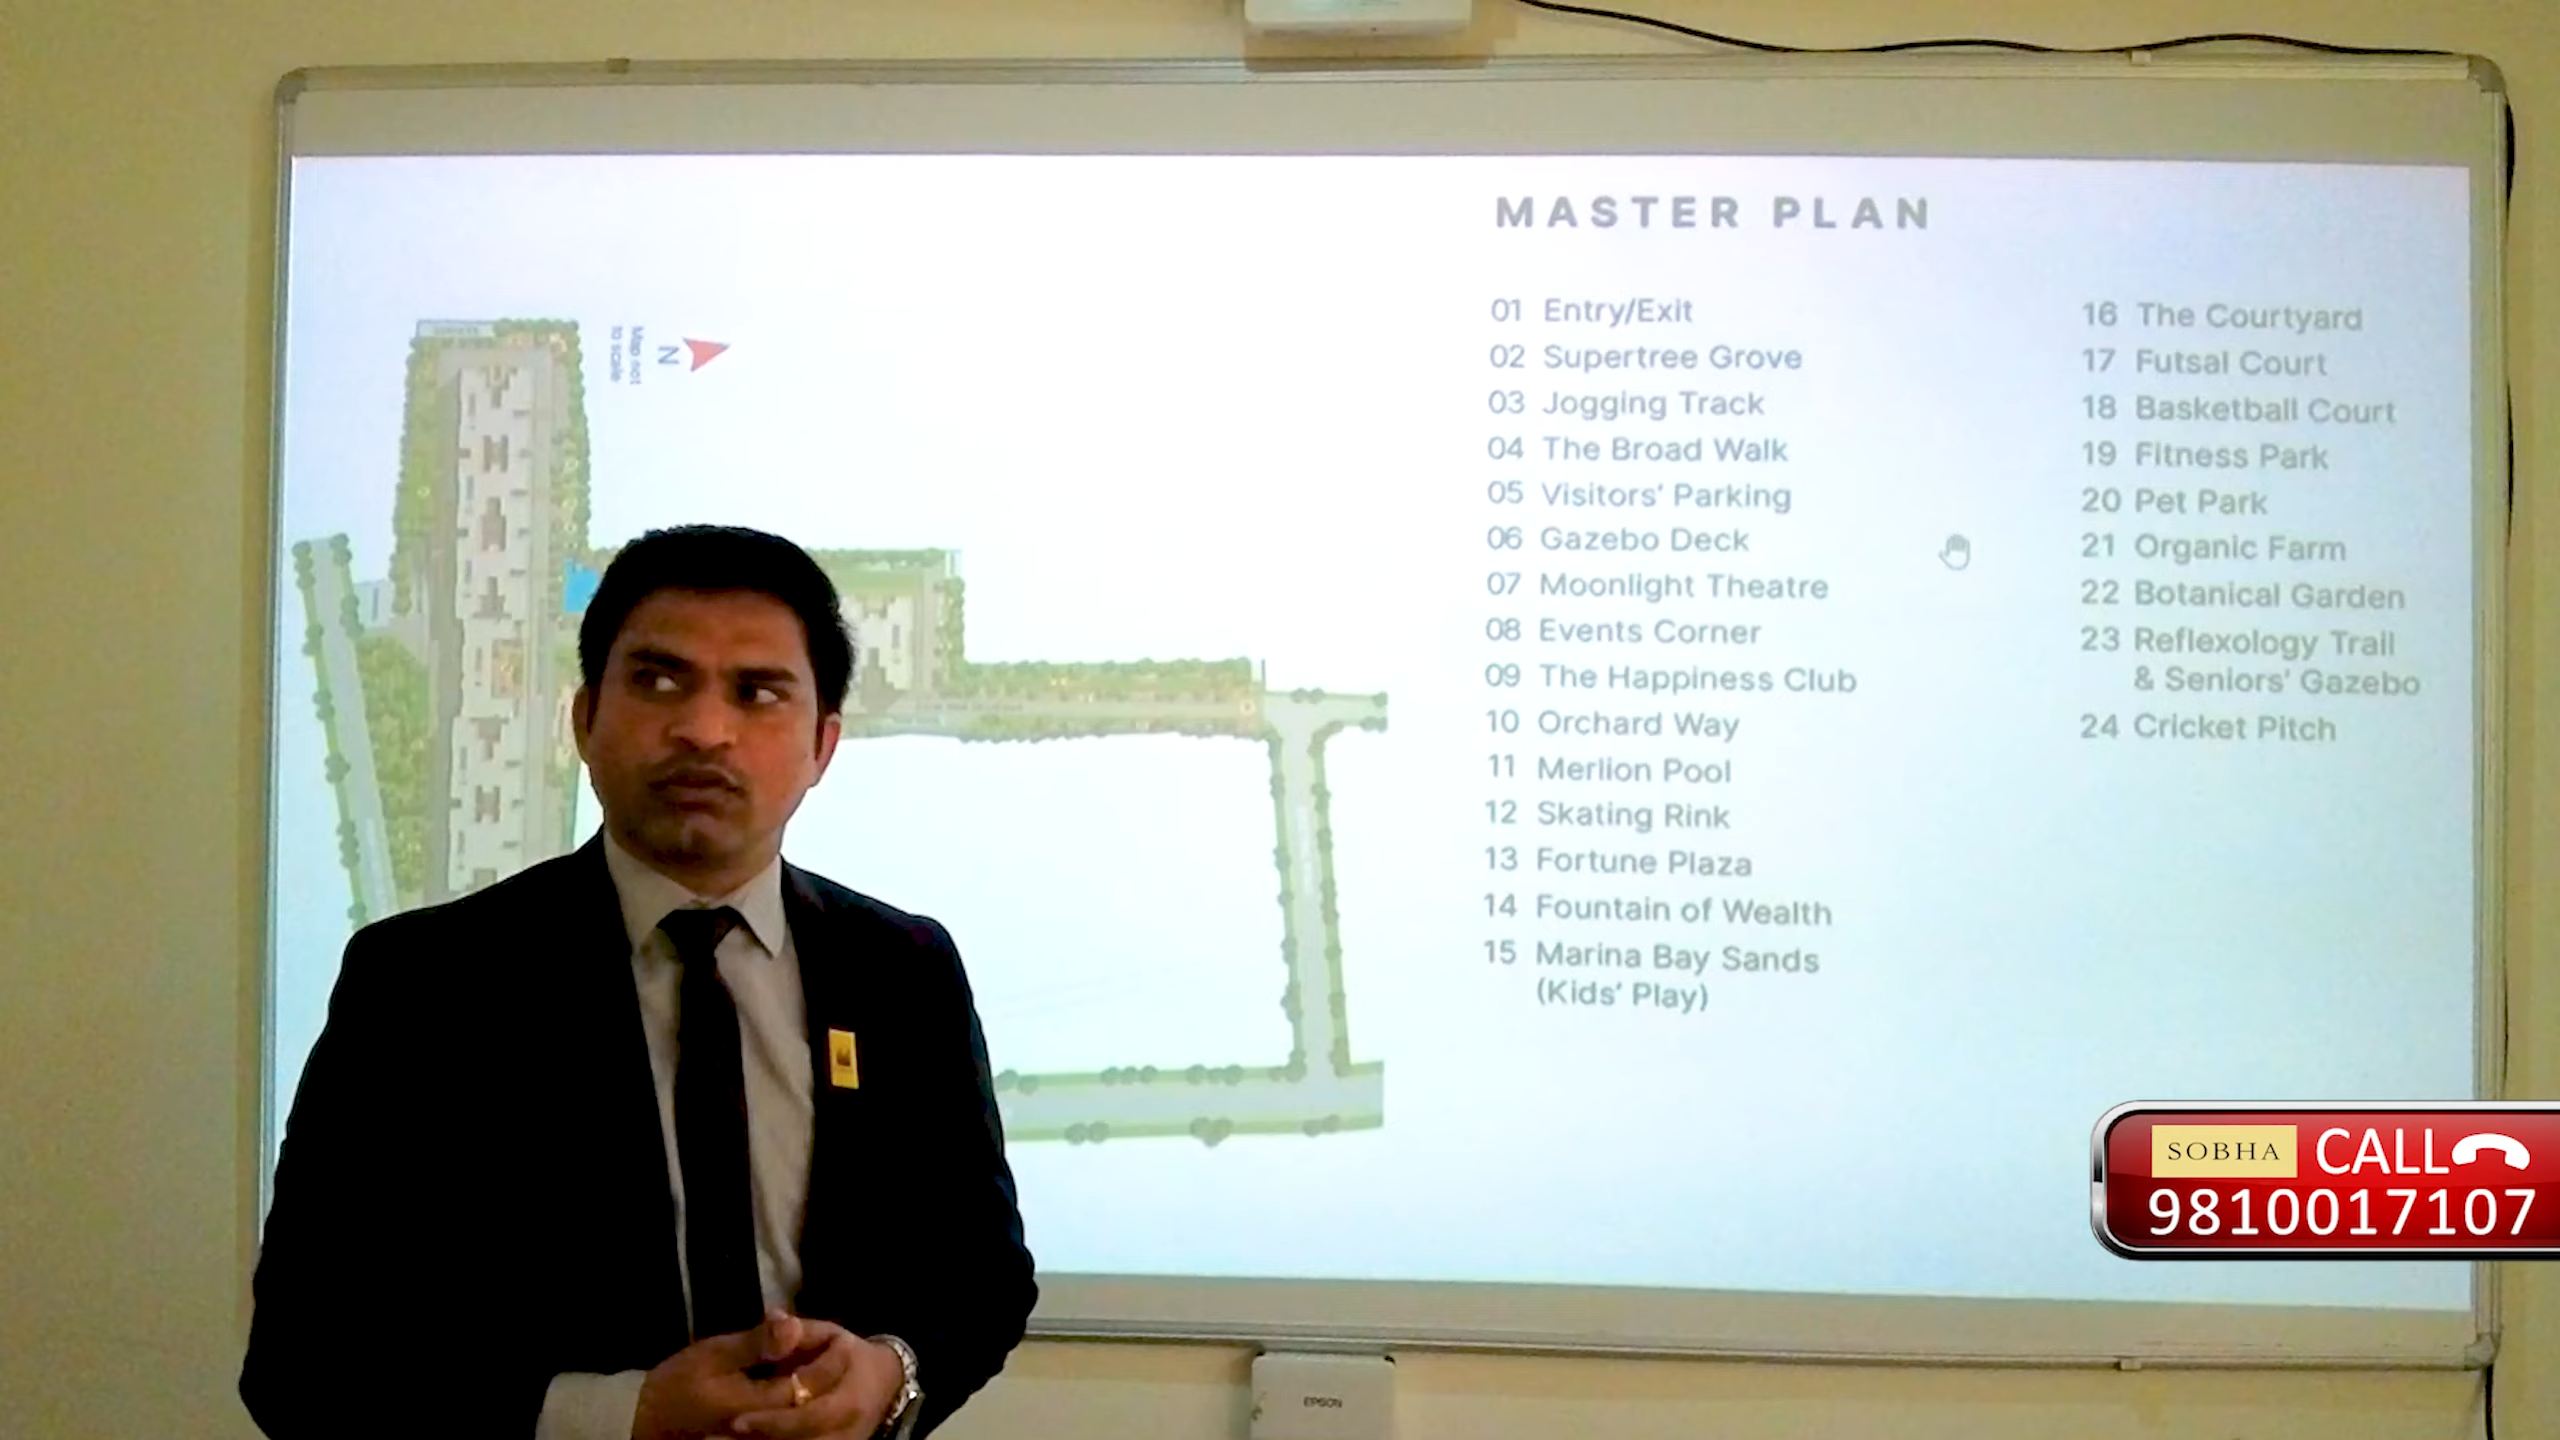 MASTER PLAN
Map not
to scale
N
01 Entry/Exit
02 Supertree Grove
03 Jogging Track
04 The Broad Walk
05 Visitors' Parking
06 Gazebo Deck
07 Moonlight Theatre
08 Events Corner
09 The Happiness Club
10 Orchard Way
11 Merlion Pool
12 Skating Rink
13 Fortune Plaza
14 Fountain of Wealth
15 Marina Bay Sands
(Kids' Play)
16 The Courtyard
17 Futsal Court
18 Basketball Court
19 Fitness Park
20 Pet Park
21 Organic Farm
22 Botanical Garden
23 Reflexology Trail
& Seniors' Gazebo
24 Cricket Pitch
SOBHA CALL
9810017107
EPSON